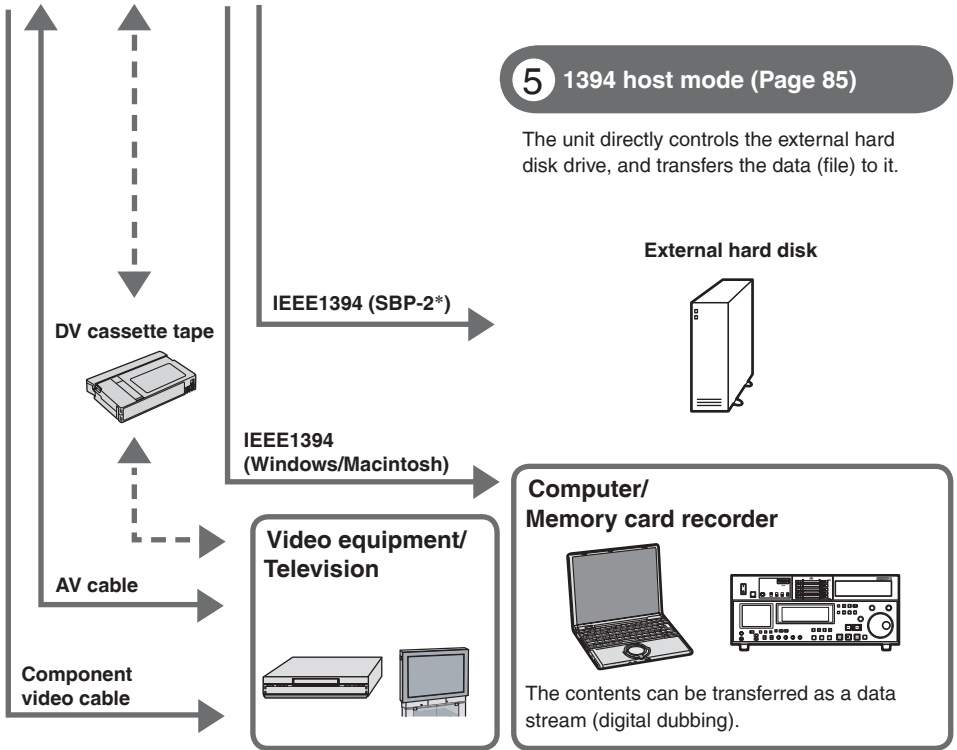 5 1394 host mode (Page 85)
The unit directly controls the external hard
disk drive, and transfers the data (file) to it.
External hard disk
IEEE1394 (SBP-2*)
DV cassette tape
IEEE1394
(Windows/Macintosh)
Computer/
Memory card recorder
Video equipment/
Television
AV cable
Component
video cable
The contents can be transferred as a data
stream (digital dubbing).